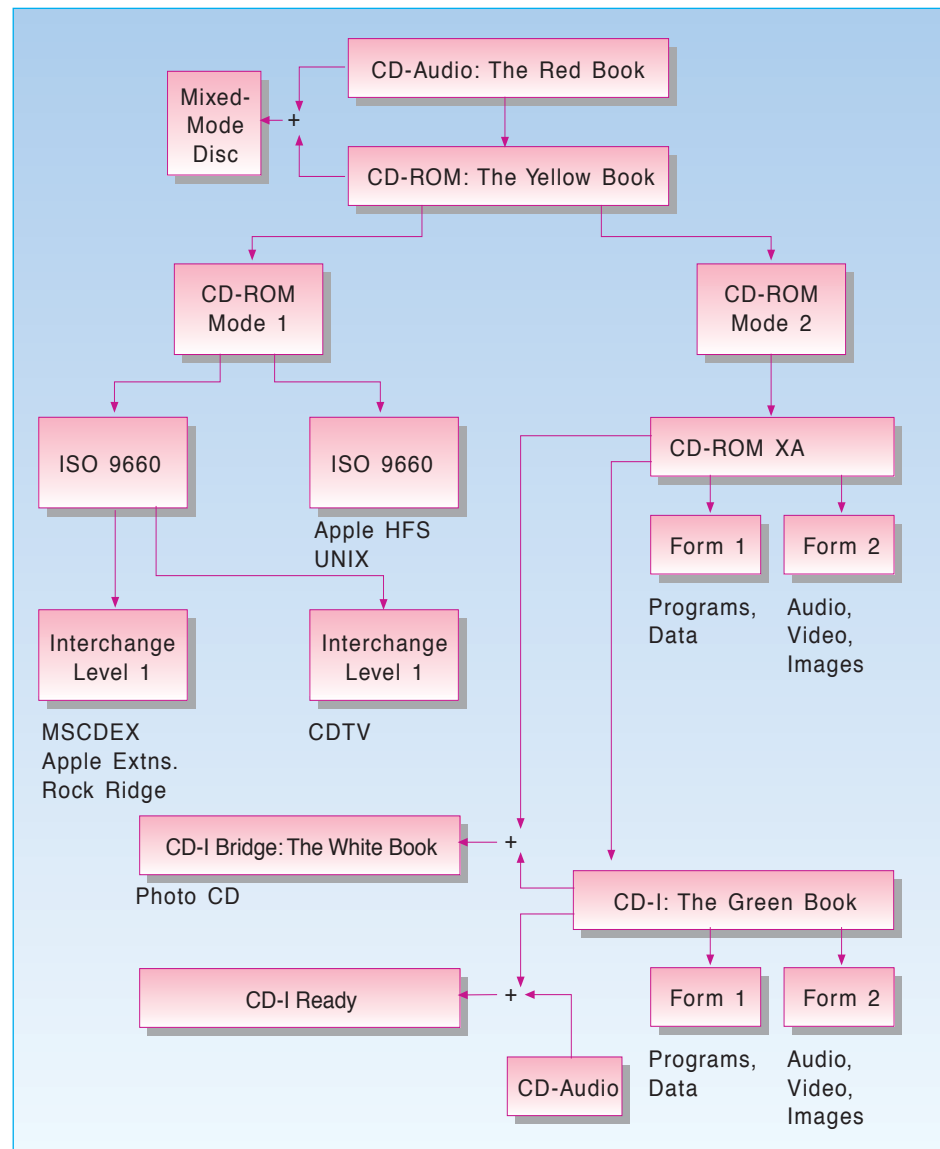 CD-Audio: The Red Book
Mixed-
Mode
Disc
+
CD-ROM: The Yellow Book
CD-ROM
Mode 1
CD-ROM
Mode 2
ISO 9660
ISO 9660
Apple HFS
UNIX
CD-ROM XA
Form 1
Form 2
Programs,
Data
Audio,
Video,
Images
Interchange
Level 1
Interchange
Level 1
MSCDEX
Apple Extns.
Rock Ridge
CDTV
CD-I Bridge: The White Book
+
Photo CD
CD-I: The Green Book
CD-I Ready
+
Form 1
Form 2
Programs,
Data
Audio,
Video,
Images
CD-Audio